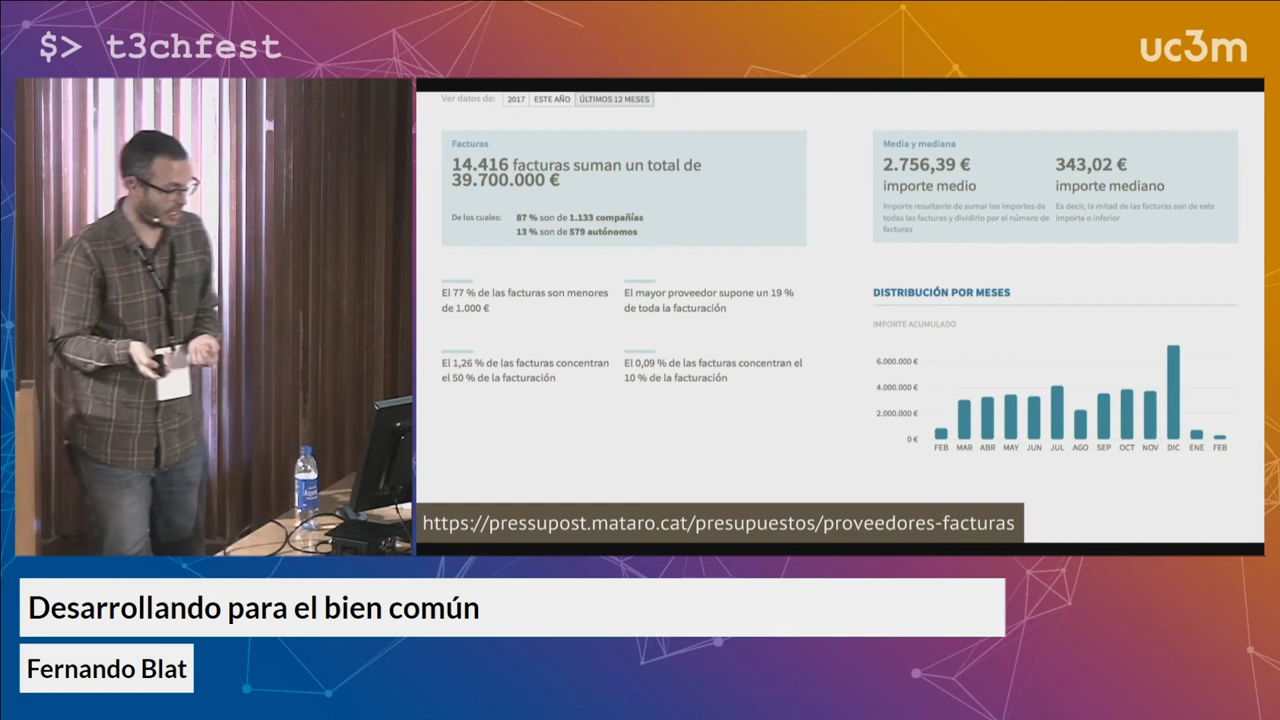 $> t3chfest
uc3m
Ver datos de: 2017 ESTE AÑO ÚLTIMOS 12 MESES
Facturas
14.416 facturas suman un total de
39.700.000 €
De los cuales: 87 % son de 1.133 compañías
13 % son de 579 autónomos
Media y mediana
2.756,39 €
importe medio
Importe resultante de sumar los importes de
todas las facturas y dividirlo por el número de
facturas
343,02 €
importe mediano
Es decir, la mitad de las facturas son de este
importe o inferior
El 77 % de las facturas son menores
de 1.000 €
El mayor proveedor supone un 19 %
de toda la facturación
El 1,26 % de las facturas concentran
el 50 % de la facturación
El 0,09 % de las facturas concentran el
10 % de la facturación
DISTRIBUCIÓN POR MESES
IMPORTE ACUMULADO
6.000.000 €
4.000.000 €
2.000.000 €
0 €
FEB MAR ABR MAY JUN JUL AGO SEP OCT NOV DIC ENE FEB
https://pressupost.mataro.cat/presupuestos/proveedores-facturas
Desarrollando para el bien común
Fernando Blat